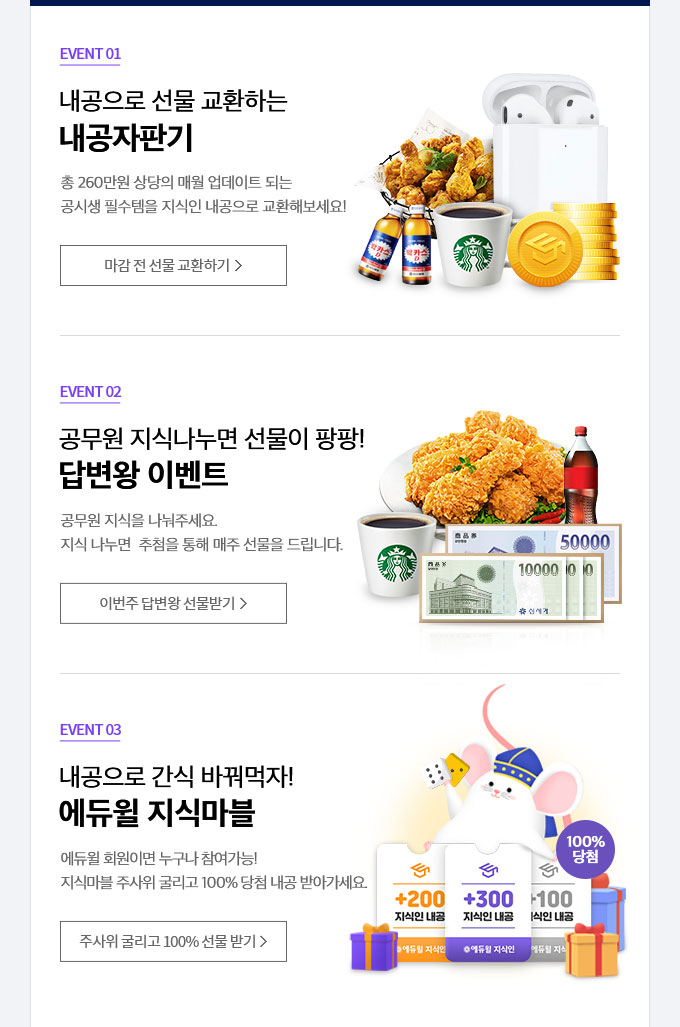 EVENT 01
내공으로 선물 교환하는
내공자판기
총 260만원 상당의 매월 업데이트 되는
공시생 필수템을 지식인 내공으로 교환해보세요!
마감 전 선물 교환하기 >
박카스 D
박카스 D
EVENT 02
공무원 지식나누면 선물이 팡팡!
답변왕 이벤트
공무원 지식을 나눠주세요.
지식 나누면 추첨을 통해 매주 선물을 드립니다.
이번주 답변왕 선물받기 >
商品券
50000
10000
신세계
EVENT 03
내공으로 간식 바꿔먹자!
에듀윌 지식마블
에듀윌 회원이면 누구나 참여가능!
지식마블 주사위 굴리고 100% 당첨 내공 받아가세요.
주사위 굴리고 100% 선물 받기 >
100%
당첨
+200
지식인 내공
에듀윌 지식인
+300
지식인 내공
에듀윌 지식인
+100
지식인 내공
지식인